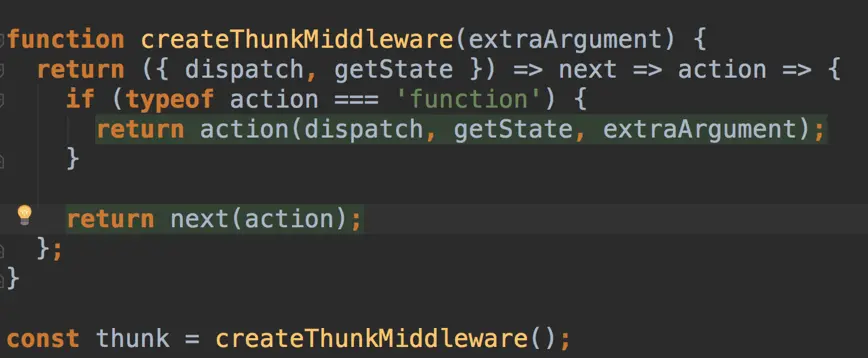 function createThunkMiddleware(extraArgument) {
  return ({ dispatch, getState }) => next => action => {
    if (typeof action === 'function') {
      return action(dispatch, getState, extraArgument);
    }

    return next(action);
  };
}

const thunk = createThunkMiddleware();